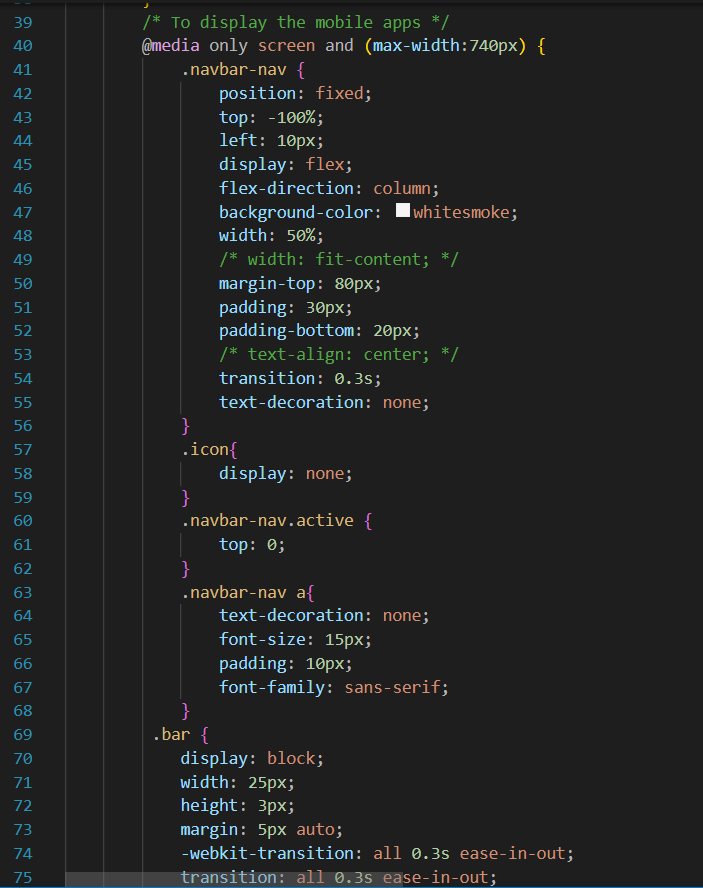 39 /* To display the mobile apps */
40 @media only screen and (max-width:740px) {
41 .navbar-nav {
42 position: fixed;
43 top: -100%;
44 left: 10px;
45 display: flex;
46 flex-direction: column;
47 background-color: whitesmoke;
48 width: 50%;
49 /* width: fit-content; */
50 margin-top: 80px;
51 padding: 30px;
52 padding-bottom: 20px;
53 /* text-align: center; */
54 transition: 0.3s;
55 text-decoration: none;
56 }
57 .icon{
58 display: none;
59 }
60 .navbar-nav.active {
61 top: 0;
62 }
63 .navbar-nav a{
64 text-decoration: none;
65 font-size: 15px;
66 padding: 10px;
67 font-family: sans-serif;
68 }
69 .bar {
70 display: block;
71 width: 25px;
72 height: 3px;
73 margin: 5px auto;
74 -webkit-transition: all 0.3s ease-in-out;
75 transition: all 0.3s ease-in-out;